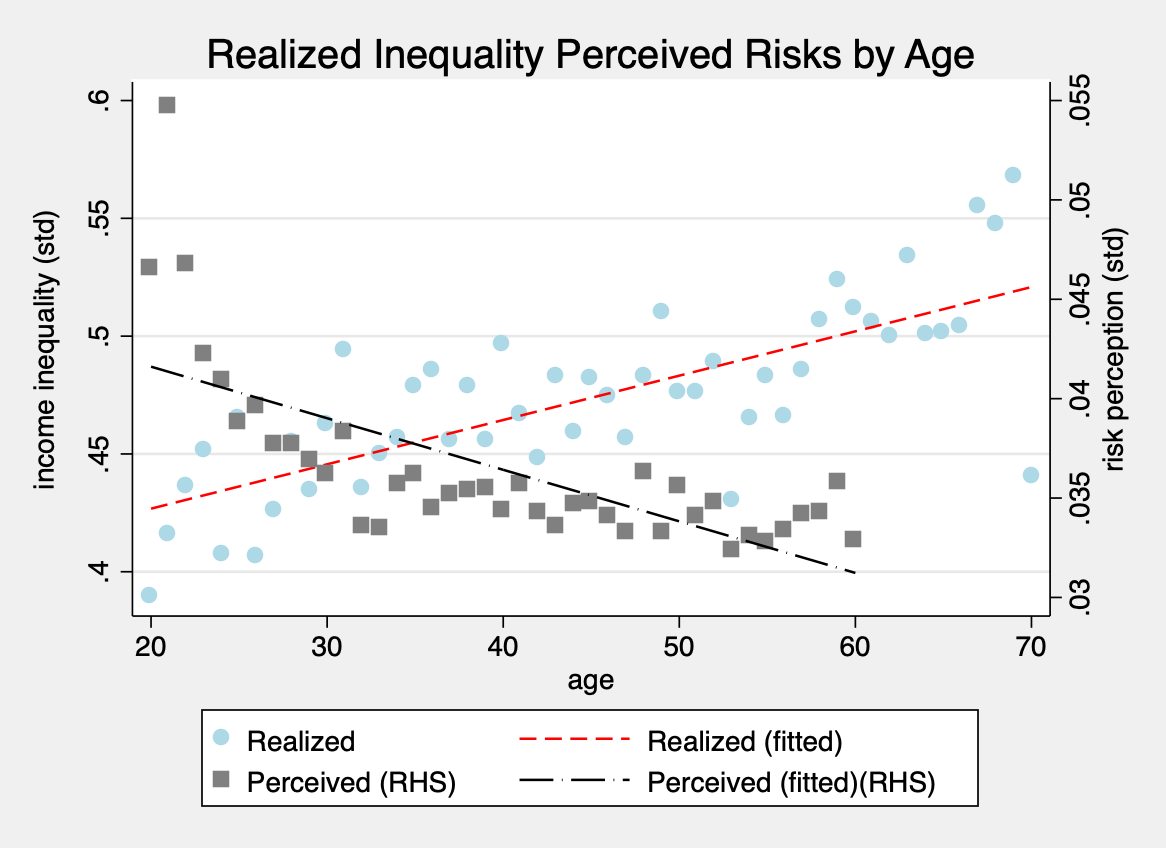 Realized Inequality Perceived Risks by Age
income inequality (std)
.6
.55
.5
.45
.4
.055
.05
.045
.04
.035
.03
risk perception (std)
20 30 40 50 60 70
age
Realized Realized (fitted)
Perceived (RHS) Perceived (fitted)(RHS)